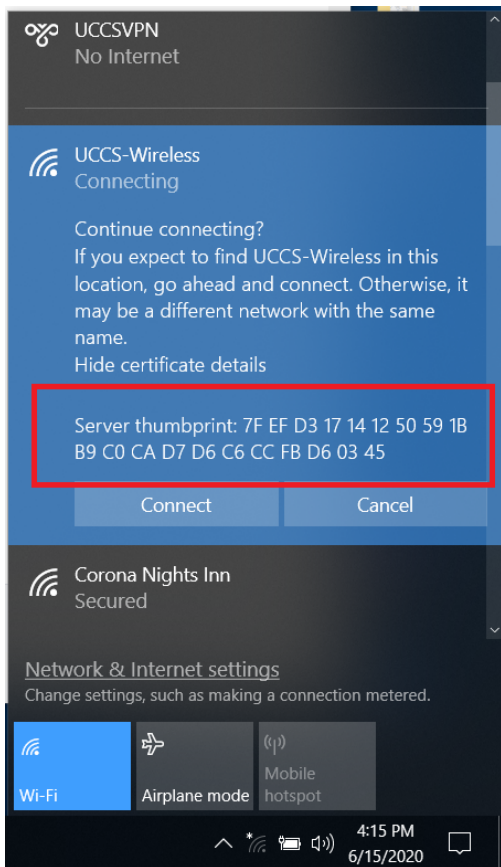 UCCSVPN
No Internet
UCCS-Wireless
Connecting
Continue connecting?
If you expect to find UCCS-Wireless in this
location, go ahead and connect. Otherwise, it
may be a different network with the same
name.
Hide certificate details
Server thumbprint: 7F EF D3 17 14 12 50 59 1B
B9 C0 CA D7 D6 C6 CC FB D6 03 45
Connect Cancel
Corona Nights Inn
Secured
Network & Internet settings
Change settings, such as making a connection metered.
Wi-Fi
Airplane mode
Mobile
hotspot
4:15 PM
6/15/2020